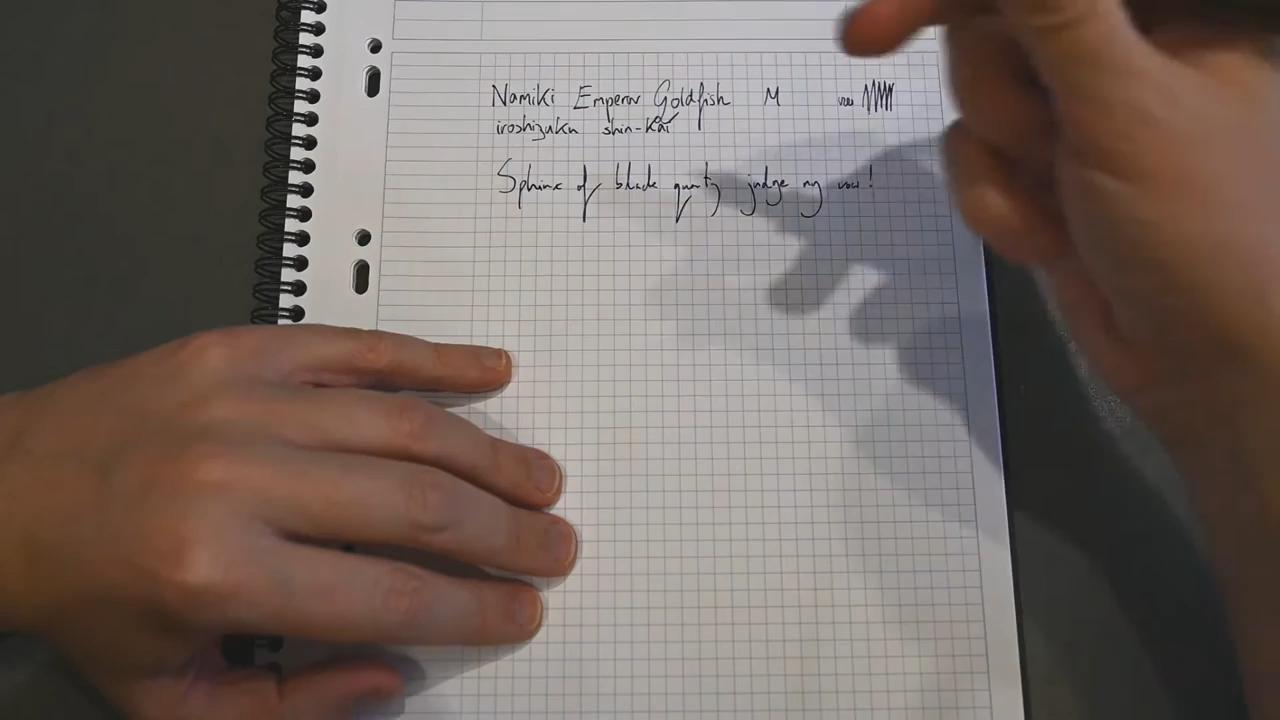 Namiki Emperor Goldfish M
iroshizuku shin-kai
Sphinx of black quartz judge my vow!